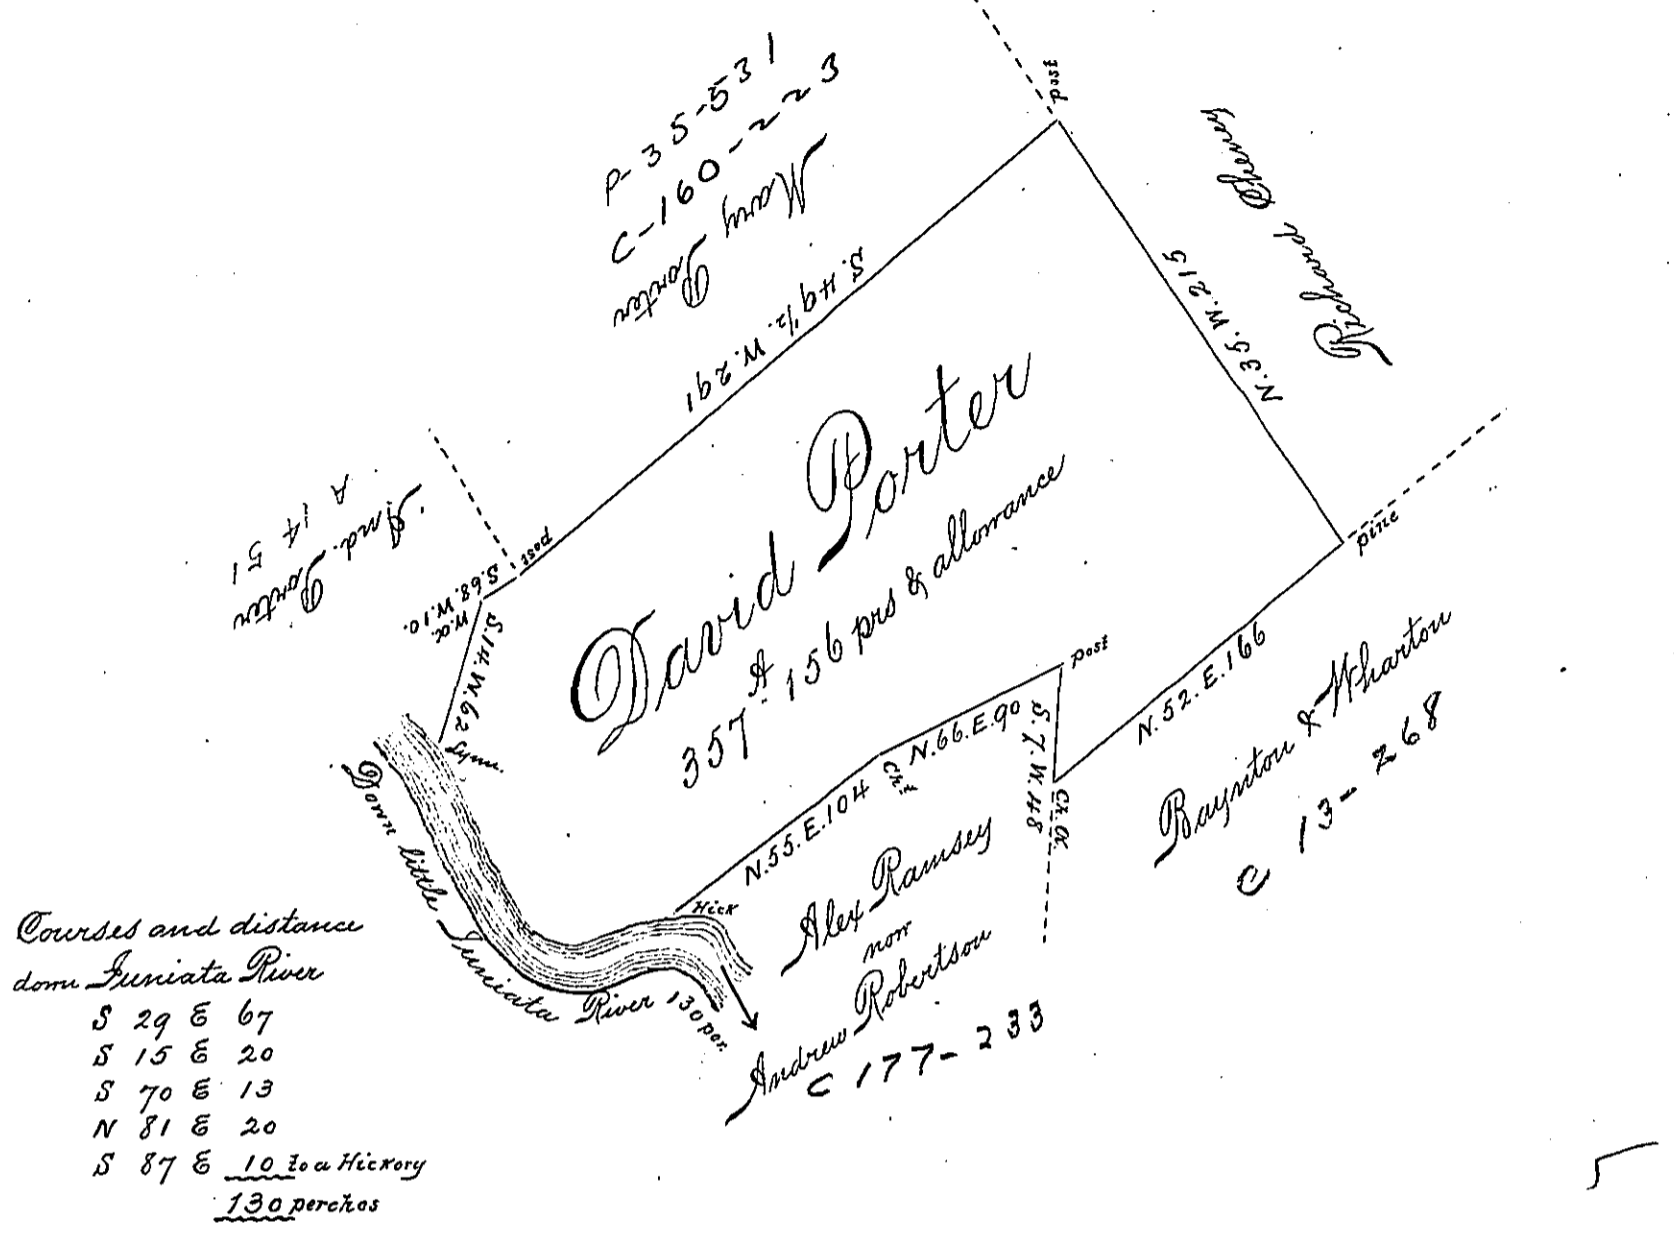 P-35-531
C-160-223
Mary
Porter
post
Richard Cheney
S.49½.W.291
N.35.W.215
And. Porter
A 14 51
post
S.68.W.10.
W.O.
S.14.W.62
David Porter
357 A - 156 prs & allowance
pine
post
N.52.E.166
N.66.E.90
S.7.W.48
Ch. O.
Cht
N.55.E.104
Hick
Baynton & Wharton
C 13-268
Alex Ramsey
now
Andrew Robertson
C 177-233
Down little Juniata River 130 per.
Courses and distance
down Juniata River
S 29 E 67
S 15 E 20
S 70 E 13
N 81 E 20
S 87 E 10 to a Hickory
130 perches